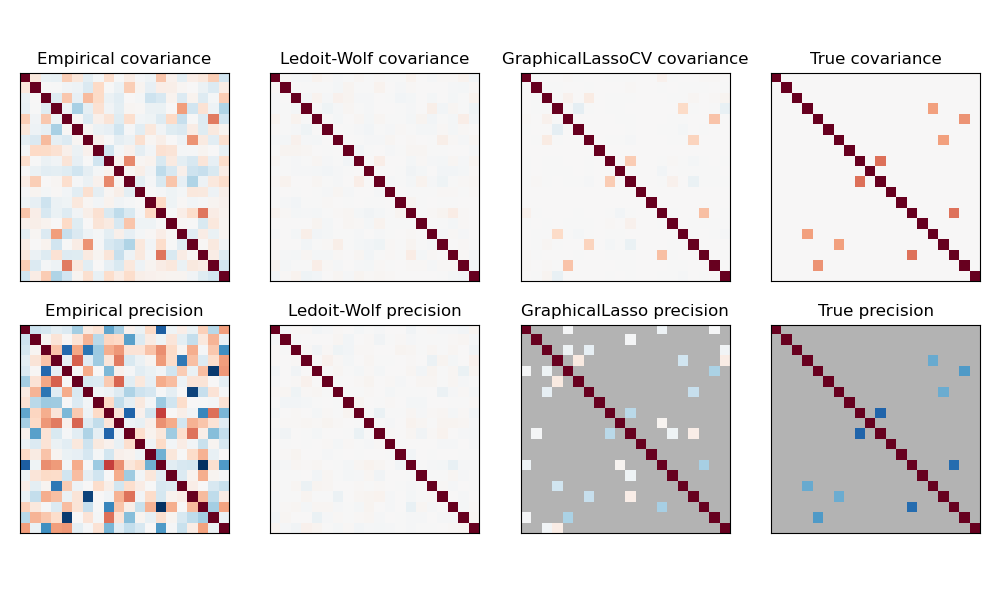 Empirical covariance
Ledoit-Wolf covariance
GraphicalLassoCV covariance
True covariance
Empirical precision
Ledoit-Wolf precision
GraphicalLasso precision
True precision